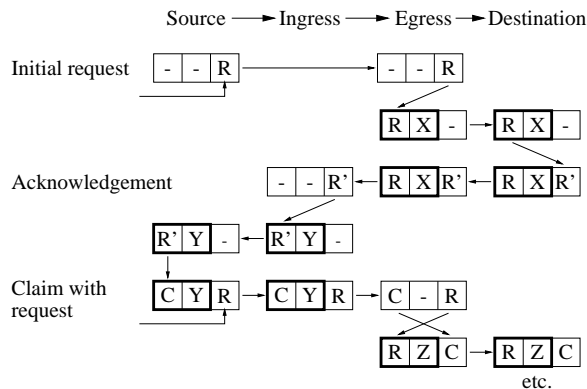 Source Ingress Egress Destination
Initial request - - R - - R
R X - R X -
Acknowledgement - - R' R X R' R X R'
R' Y - R' Y -
Claim with
request
C Y R C Y R C - R
R Z C R Z C
etc.